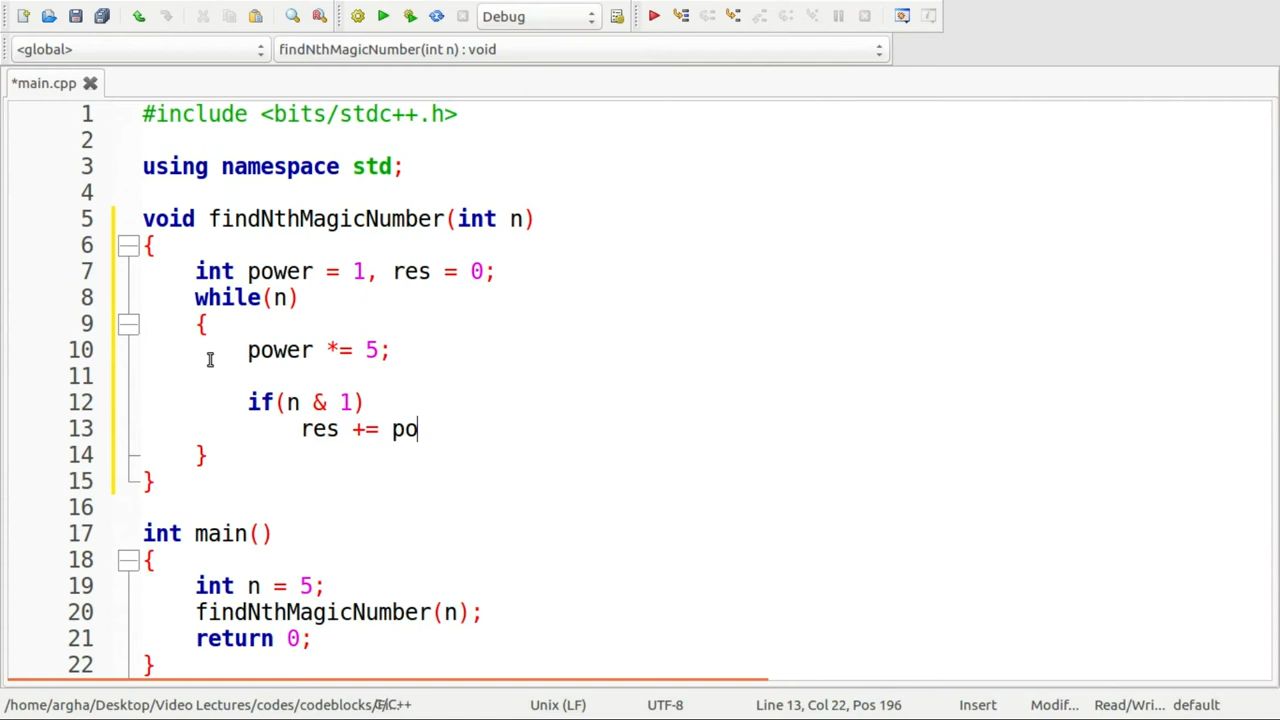 Debug
<global> findNthMagicNumber(int n) : void
*main.cpp
1 #include <bits/stdc++.h>
2
3 using namespace std;
4
5 void findNthMagicNumber(int n)
6 {
7 int power = 1, res = 0;
8 while(n)
9 {
10 power *= 5;
11
12 if(n & 1)
13 res += po
14 }
15 }
16
17 int main()
18 {
19 int n = 5;
20 findNthMagicNumber(n);
21 return 0;
22 }
/home/argha/Desktop/Video Lectures/codes/codeblocks/ C/C++ Unix (LF) UTF-8 Line 13, Col 22, Pos 196 Insert Modif... Read/Wri... default